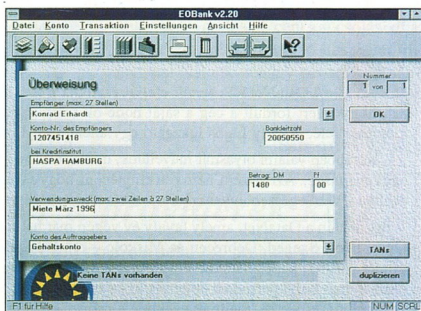 EOBank v2.20
Datei Konto Transaktion Einstellungen Ansicht Hilfe
Überweisung
Nummer
1 von 1
Empfänger (max. 27 Stellen)
Konrad Erhardt
OK
Konto-Nr. des Empfängers Bankleitzahl
1207451418 20050550
bei Kreditinstitut
HASPA HAMBURG
Betrag: DM Pf
1480 00
Verwendungszweck (max. zwei Zeilen à 27 Stellen)
Miete März 1996
Konto des Auftraggebers
Gehaltskonto
TANs
Keine TANs vorhanden
duplizieren
F1 für Hilfe NUM SCRL